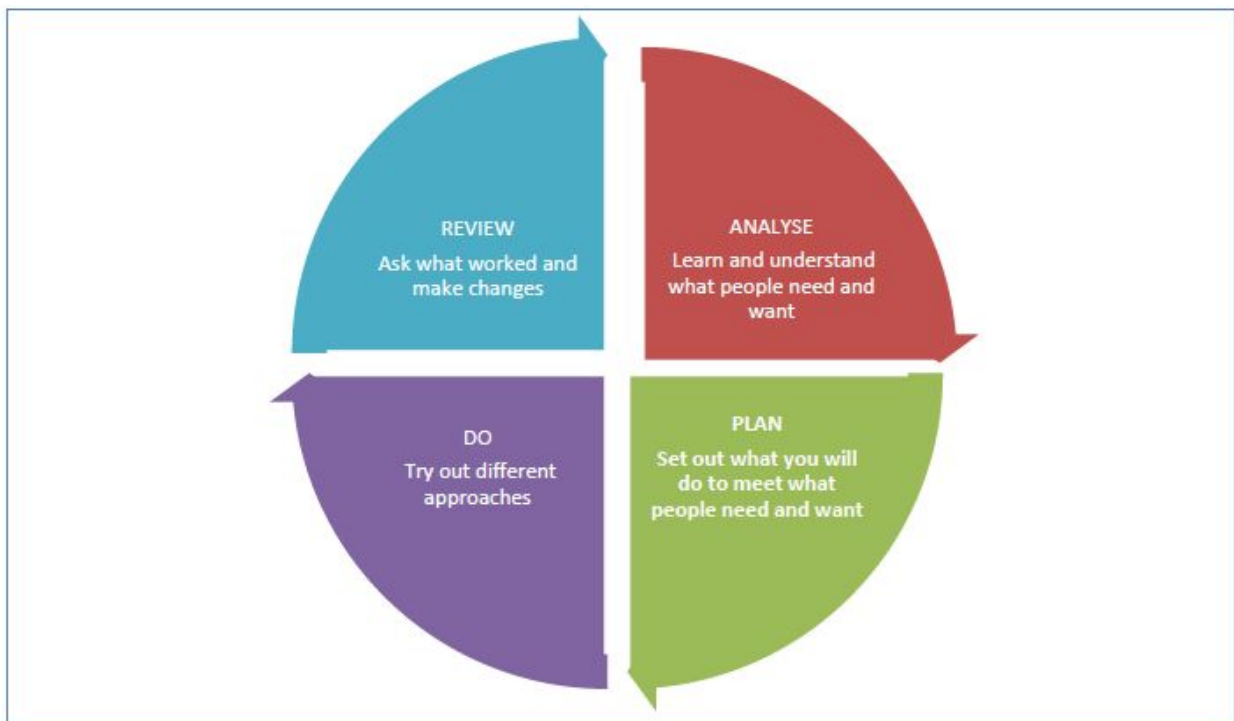 REVIEW
Ask what worked and
make changes
ANALYSE
Learn and understand
what people need and
want
DO
Try out different
approaches
PLAN
Set out what you will
do to meet what
people need and want